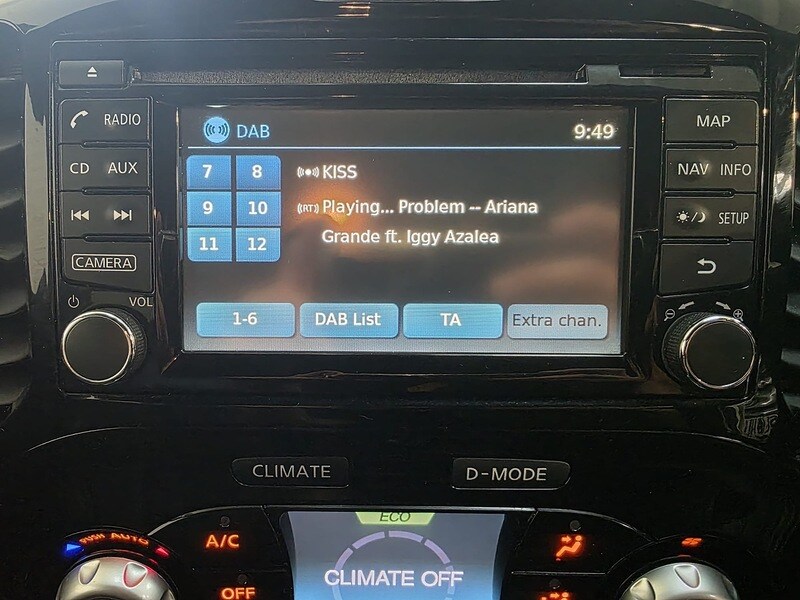 RADIO
CD AUX
CAMERA
VOL
DAB
9:49
7 8
9 10
11 12
KISS
(RT) Playing... Problem -- Ariana
Grande ft. Iggy Azalea
1-6
DAB List
TA
Extra chan.
MAP
NAV INFO
SETUP
CLIMATE
D-MODE
PUSH AUTO
A/C
OFF
ECO
CLIMATE OFF